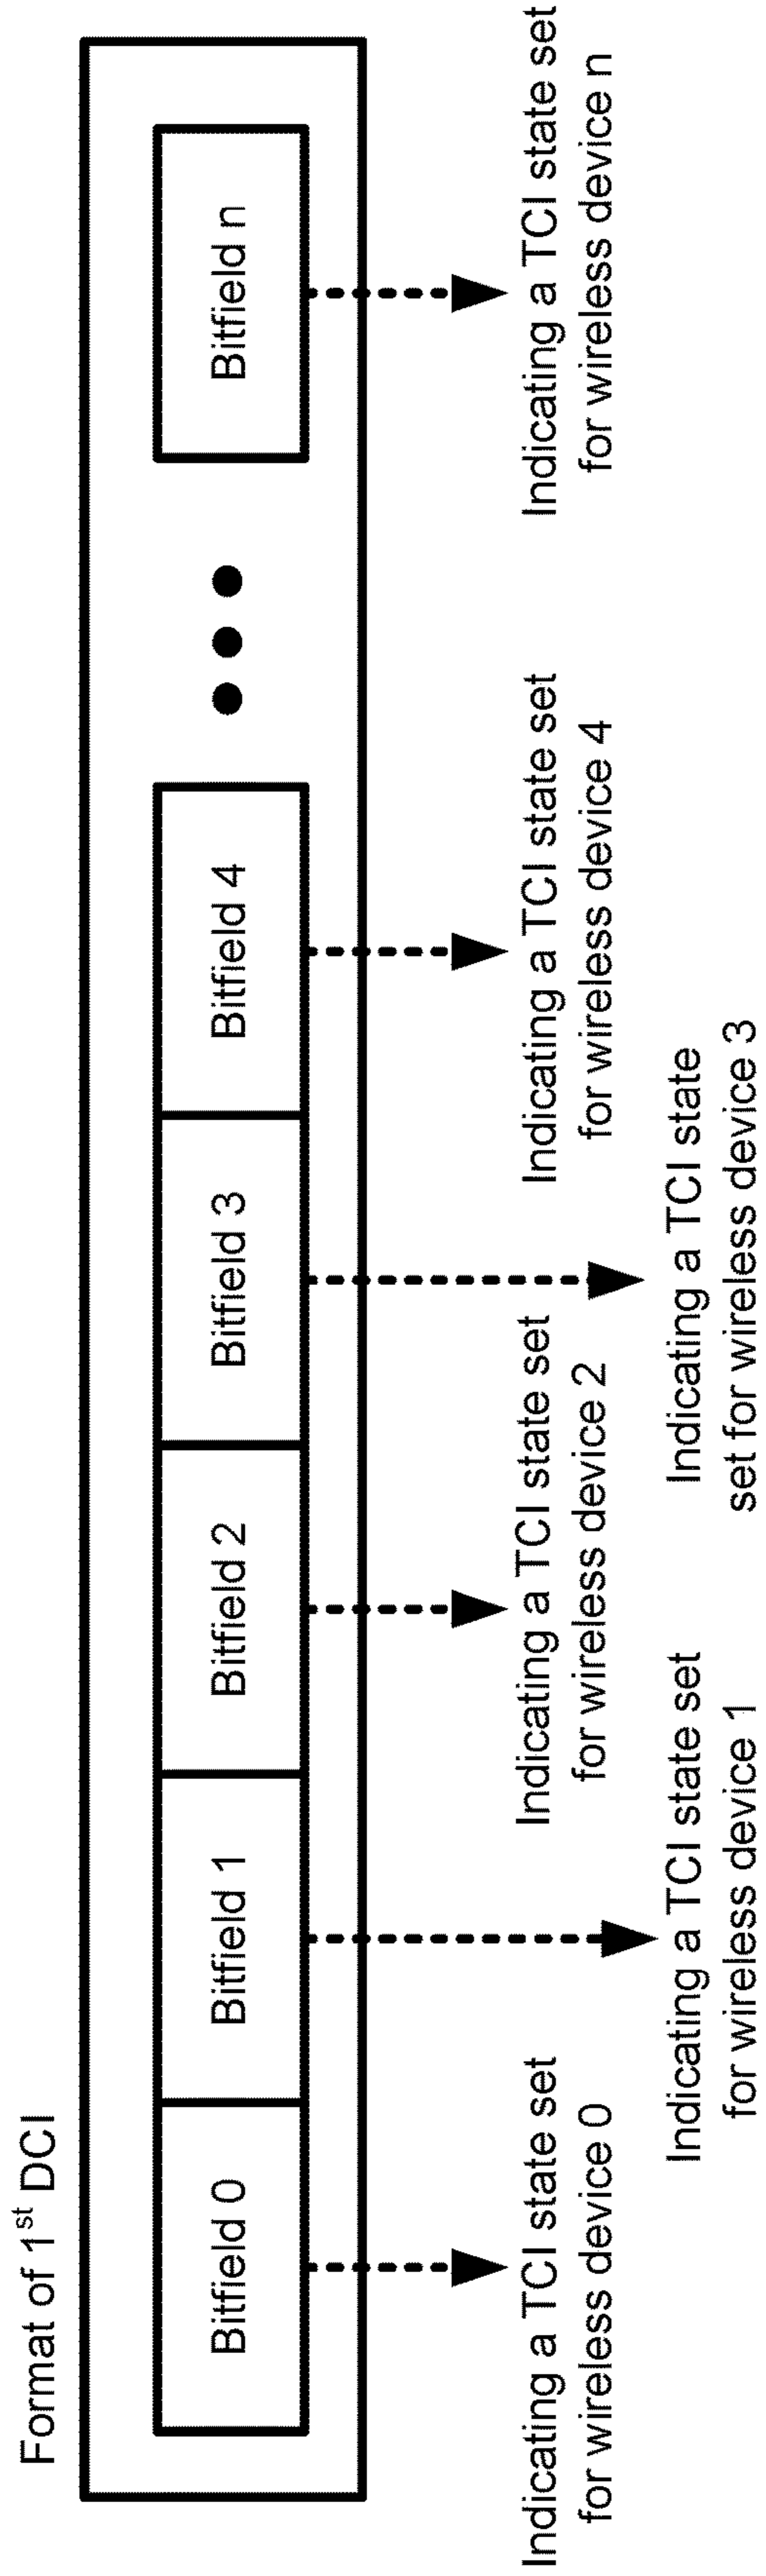 Format of 1st DCI
Bitfield 0
Bitfield 1
Bitfield 2
Bitfield 3
Bitfield 4
Bitfield n
Indicating a TCI state set
for wireless device 0
Indicating a TCI state set
for wireless device 1
Indicating a TCI state set
for wireless device 2
Indicating a TCI state
set for wireless device 3
Indicating a TCI state set
for wireless device 4
Indicating a TCI state set
for wireless device n